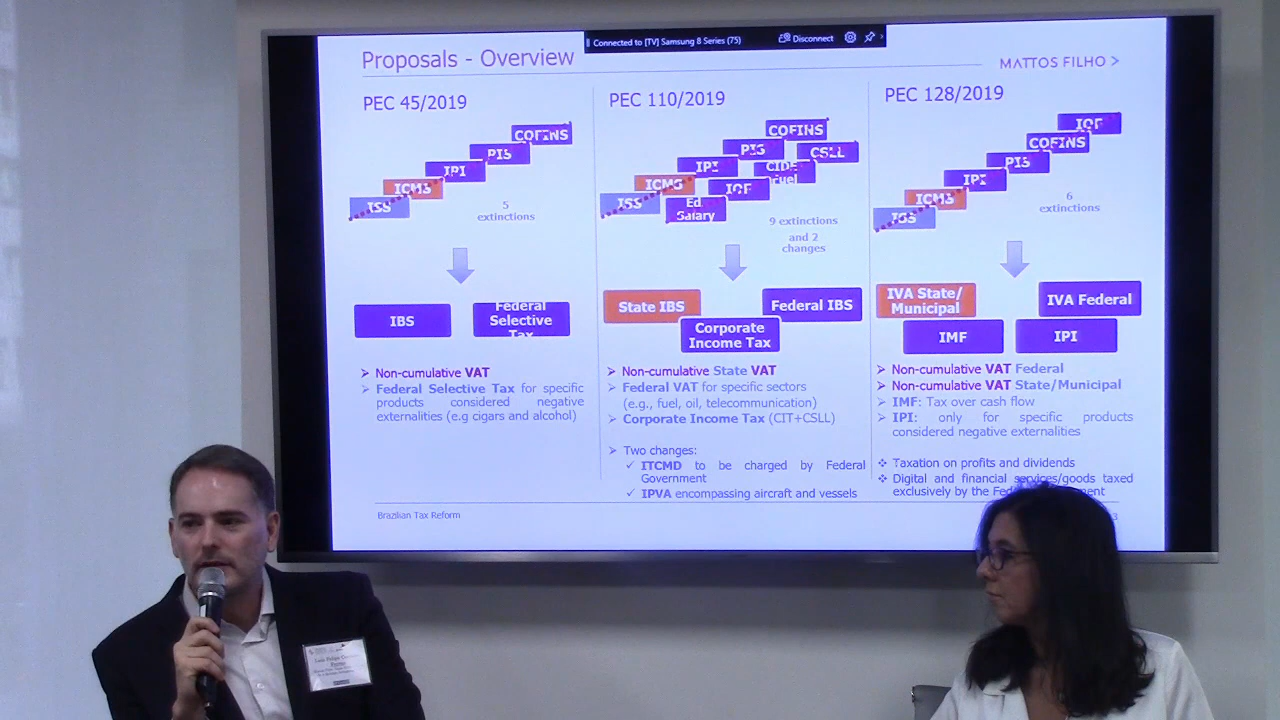 Connected to [TV] Samsung 8 Series (75)
Disconnect
Proposals - Overview
MATTOS FILHO >
PEC 45/2019
COFINS
PIS
IPI
ICMS
ISS
5
extinctions
IBS
Federal
Selective
Tax
➢ Non-cumulative VAT
➢ Federal Selective Tax for specific
products considered negative
externalities (e.g cigars and alcohol)
PEC 110/2019
COFINS
PIS
CSLL
IPI
CIDE
Fuel
ICMS
IOF
ISS
Ed.
Salary
9 extinctions
and 2
changes
State IBS
Federal IBS
Corporate
Income Tax
➢ Non-cumulative State VAT
➢ Federal VAT for specific sectors
(e.g., fuel, oil, telecommunication)
➢ Corporate Income Tax (CIT+CSLL)
➢ Two changes:
✓ ITCMD to be charged by Federal
Government
✓ IPVA encompassing aircraft and vessels
PEC 128/2019
IOF
COFINS
PIS
IPI
ICMS
ISS
6
extinctions
IVA State/
Municipal
IVA Federal
IMF
IPI
➢ Non-cumulative VAT Federal
➢ Non-cumulative VAT State/Municipal
➢ IMF: Tax over cash flow
➢ IPI: only for specific products
considered negative externalities
❖ Taxation on profits and dividends
❖ Digital and financial services/goods taxed
exclusively by the
Brazilian Tax Reform